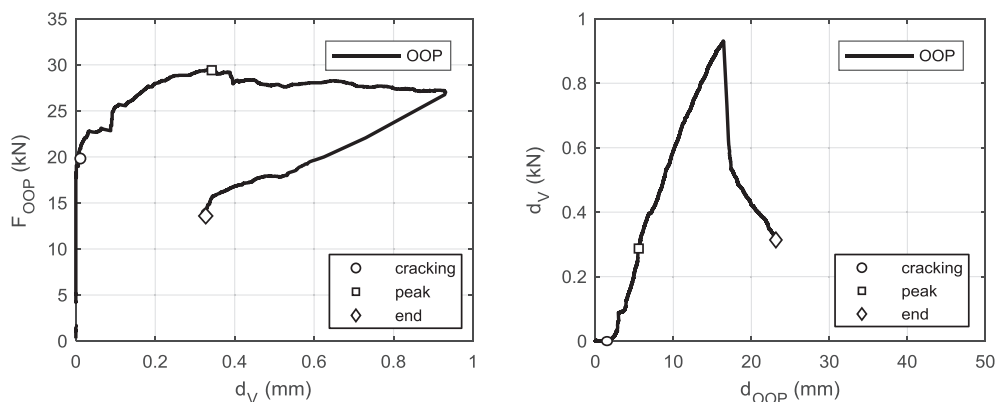 35
30
25
20
15
10
5
0
F_OOP (kN)
OOP
cracking
peak
end
0 0.2 0.4 0.6 0.8 1
d_V (mm)
1
0.8
0.6
0.4
0.2
0
d_V (kN)
OOP
cracking
peak
end
0 10 20 30 40 50
d_OOP (mm)